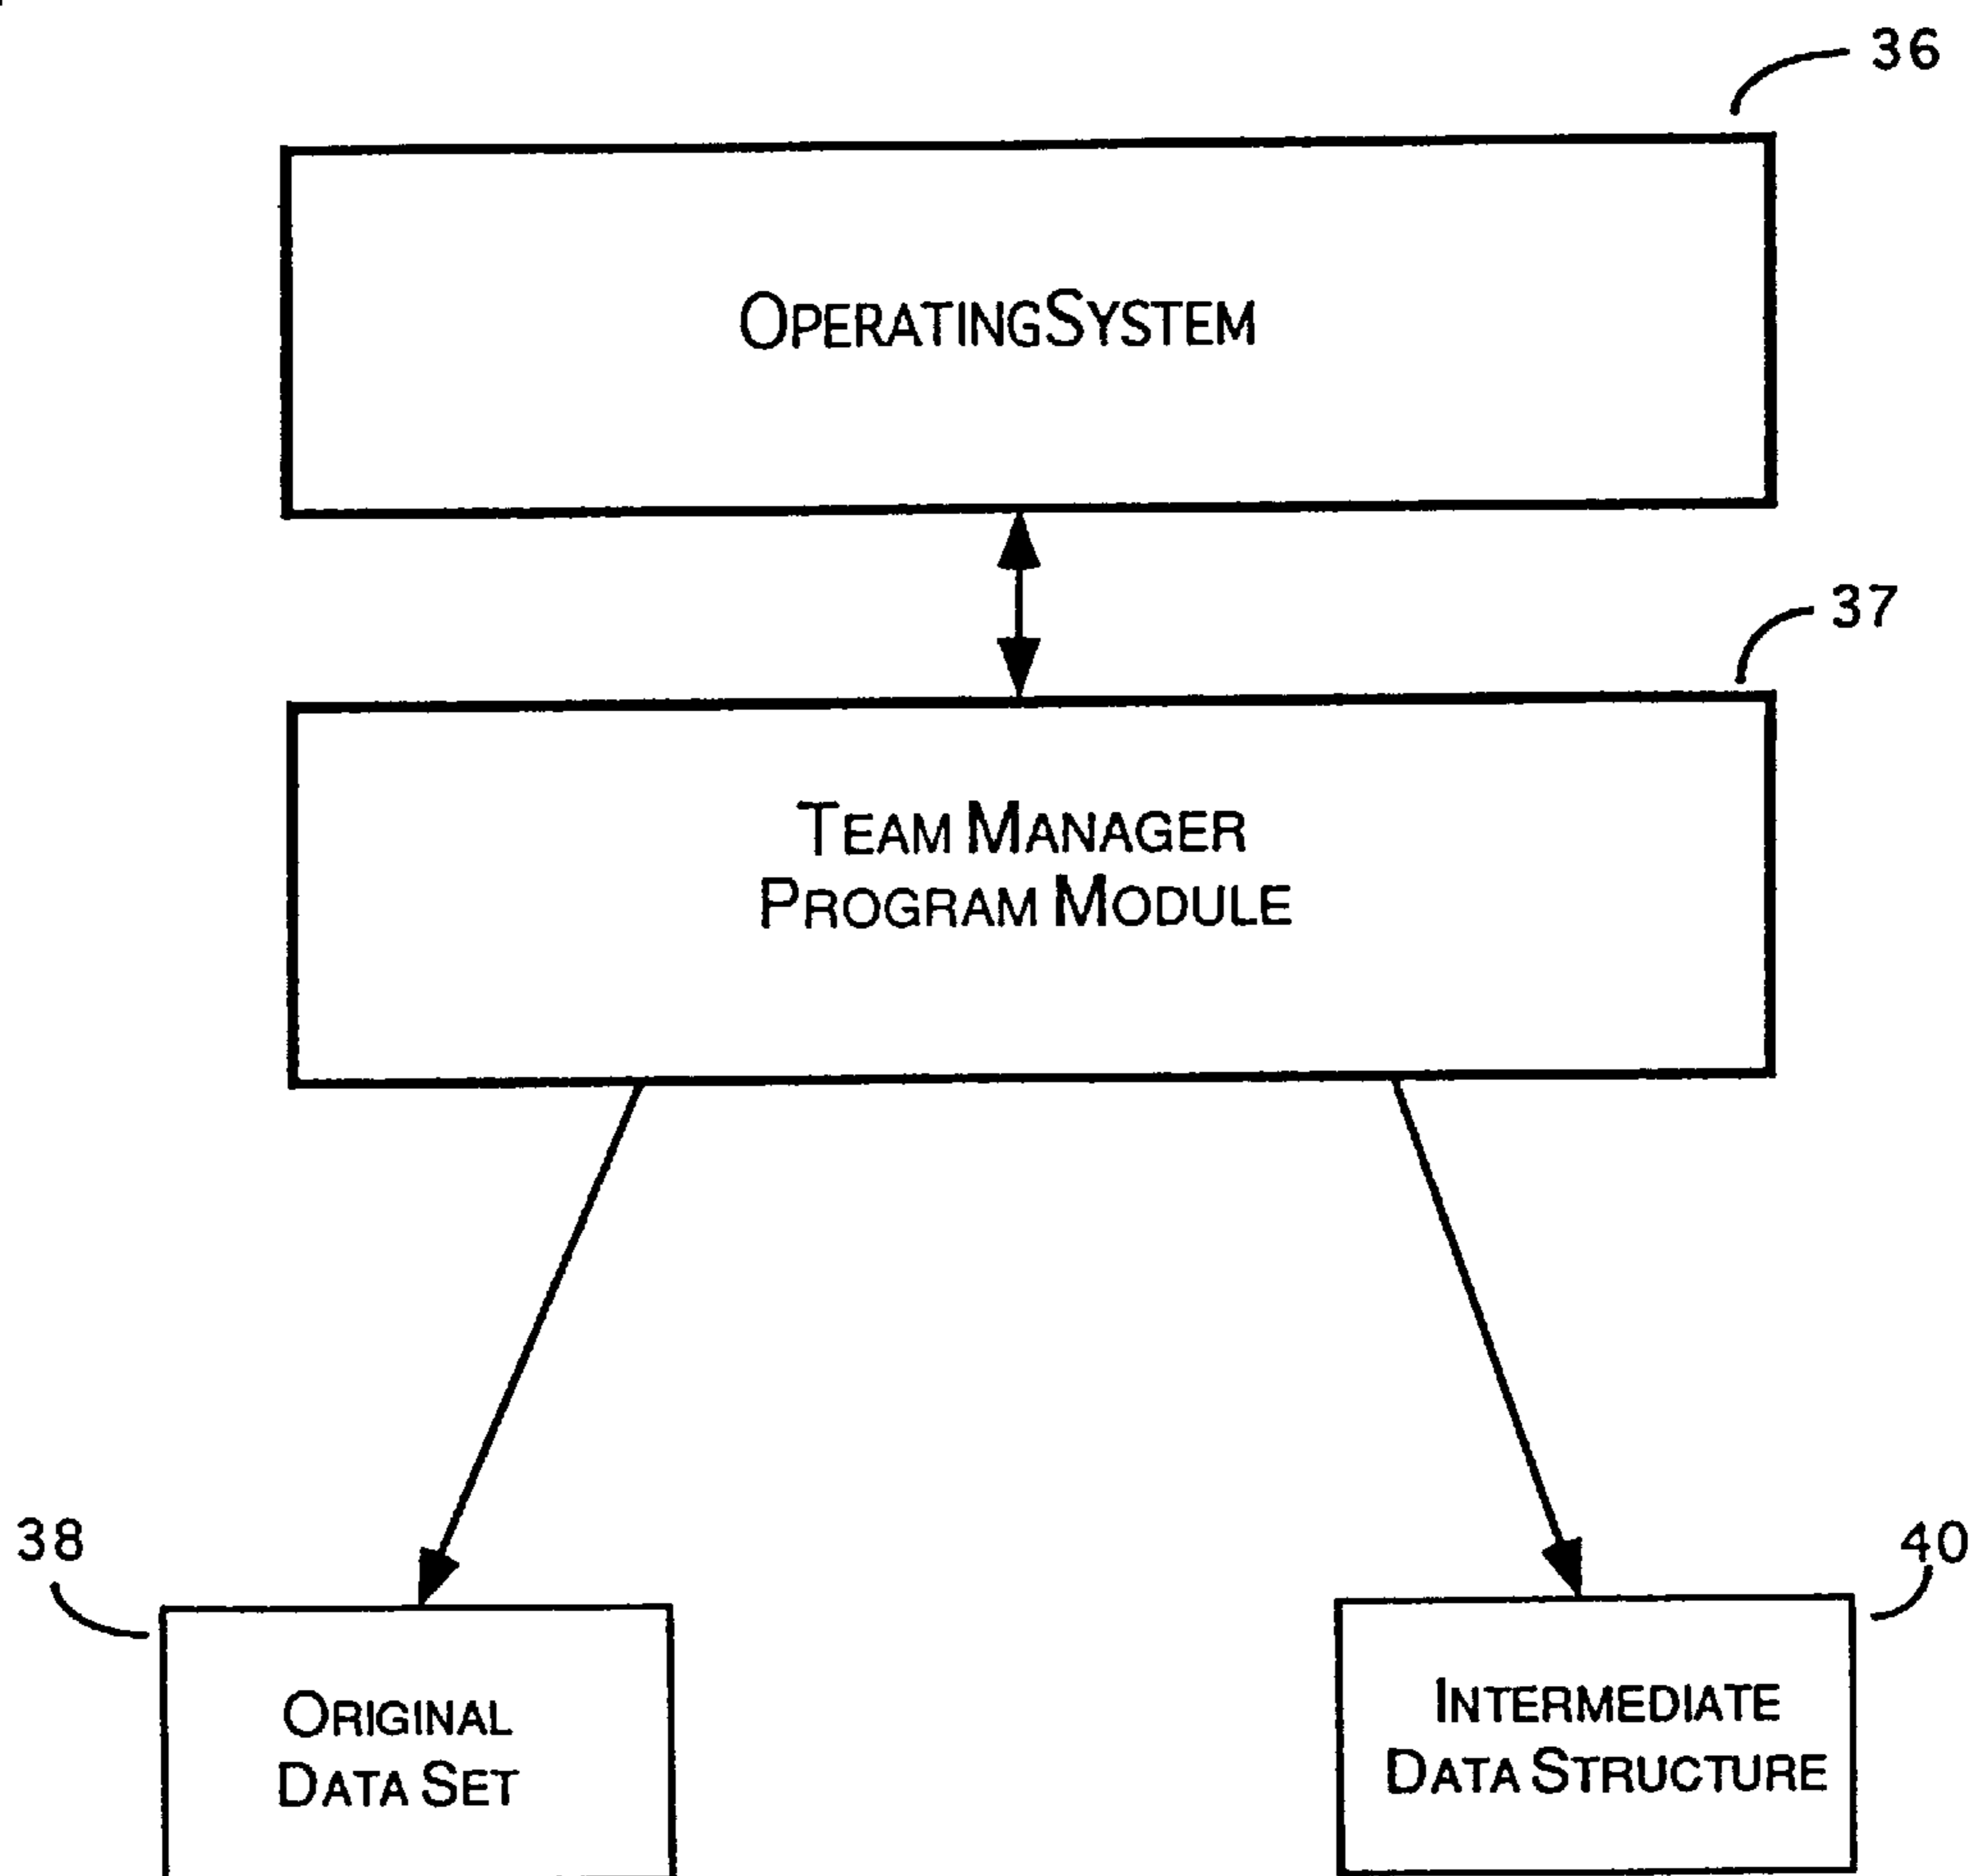 36
OPERATINGSYSTEM
37
TEAM MANAGER
PROGRAM MODULE
38
40
ORIGINAL
DATA SET
INTERMEDIATE
DATA STRUCTURE